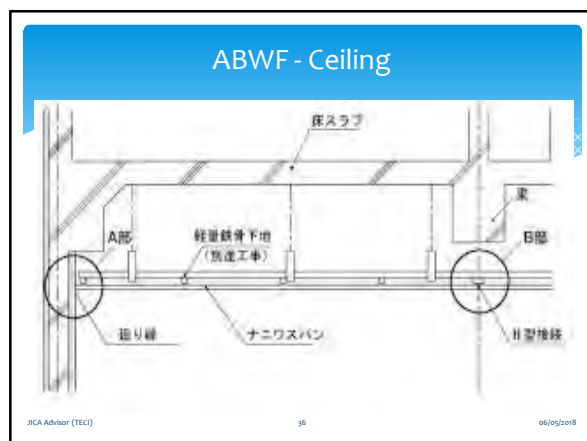 ABWF - Ceiling
床スラブ
梁
A部
軽量鉄骨下地
(別途工事)
B部
廻り縁
ナニワスパン
H型接続
JICA Advisor (TECI)
36
06/05/2018